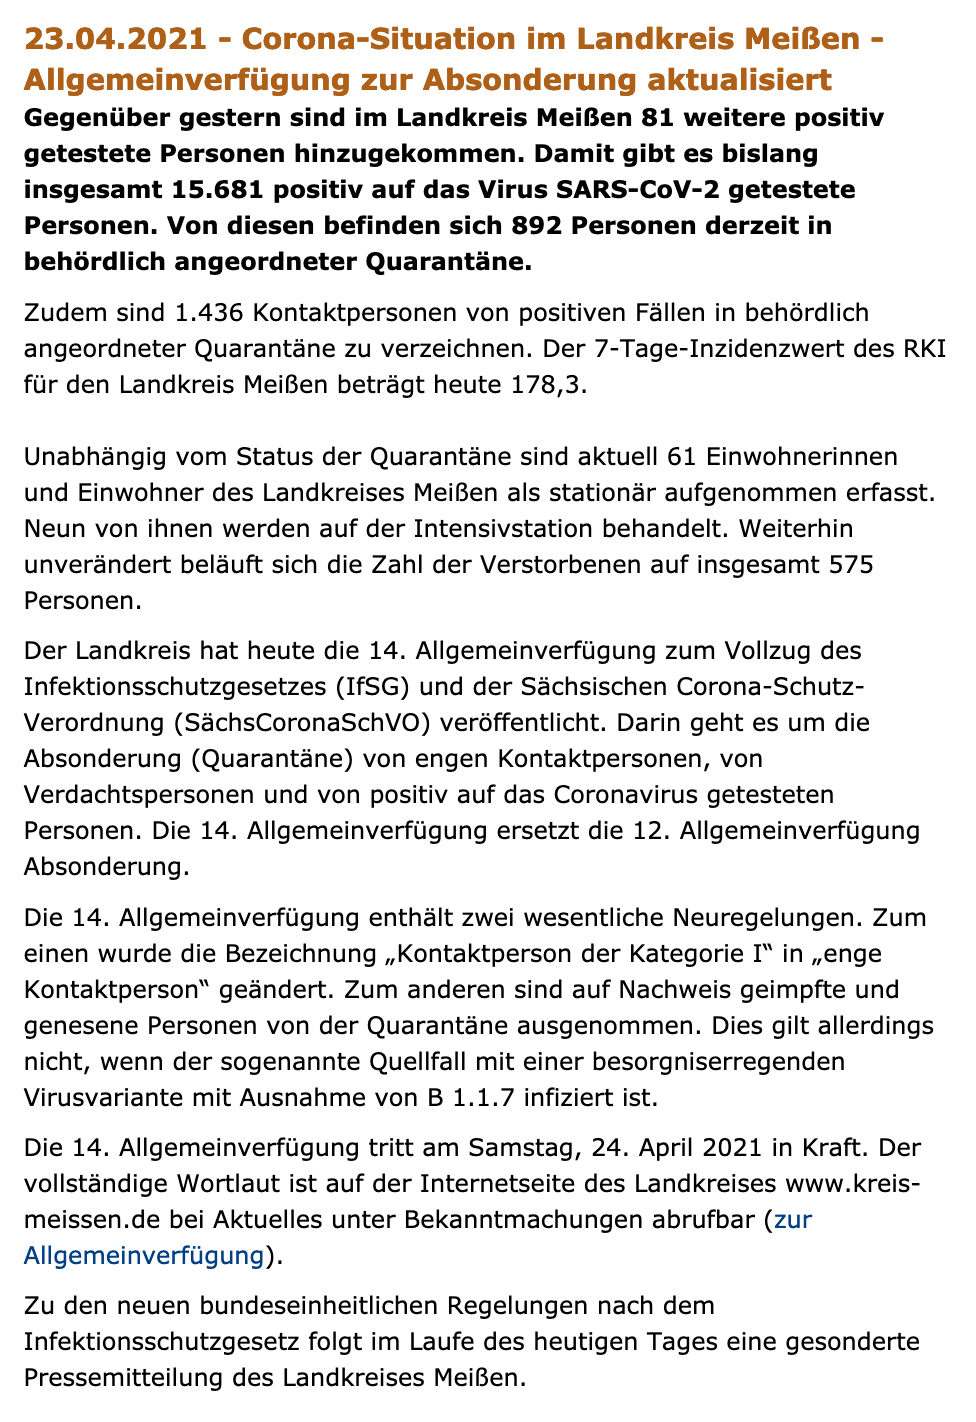 23.04.2021 - Corona-Situation im Landkreis Meißen -
Allgemeinverfügung zur Absonderung aktualisiert
Gegenüber gestern sind im Landkreis Meißen 81 weitere positiv
getestete Personen hinzugekommen. Damit gibt es bislang
insgesamt 15.681 positiv auf das Virus SARS-CoV-2 getestete
Personen. Von diesen befinden sich 892 Personen derzeit in
behördlich angeordneter Quarantäne.
Zudem sind 1.436 Kontaktpersonen von positiven Fällen in behördlich
angeordneter Quarantäne zu verzeichnen. Der 7-Tage-Inzidenzwert des RKI
für den Landkreis Meißen beträgt heute 178,3.
Unabhängig vom Status der Quarantäne sind aktuell 61 Einwohnerinnen
und Einwohner des Landkreises Meißen als stationär aufgenommen erfasst.
Neun von ihnen werden auf der Intensivstation behandelt. Weiterhin
unverändert beläuft sich die Zahl der Verstorbenen auf insgesamt 575
Personen.
Der Landkreis hat heute die 14. Allgemeinverfügung zum Vollzug des
Infektionsschutzgesetzes (IfSG) und der Sächsischen Corona-Schutz-
Verordnung (SächsCoronaSchVO) veröffentlicht. Darin geht es um die
Absonderung (Quarantäne) von engen Kontaktpersonen, von
Verdachtspersonen und von positiv auf das Coronavirus getesteten
Personen. Die 14. Allgemeinverfügung ersetzt die 12. Allgemeinverfügung
Absonderung.
Die 14. Allgemeinverfügung enthält zwei wesentliche Neuregelungen. Zum
einen wurde die Bezeichnung „Kontaktperson der Kategorie I“ in „enge
Kontaktperson“ geändert. Zum anderen sind auf Nachweis geimpfte und
genesene Personen von der Quarantäne ausgenommen. Dies gilt allerdings
nicht, wenn der sogenannte Quellfall mit einer besorgniserregenden
Virusvariante mit Ausnahme von B 1.1.7 infiziert ist.
Die 14. Allgemeinverfügung tritt am Samstag, 24. April 2021 in Kraft. Der
vollständige Wortlaut ist auf der Internetseite des Landkreises www.kreis-
meissen.de bei Aktuelles unter Bekanntmachungen abrufbar (zur
Allgemeinverfügung).
Zu den neuen bundeseinheitlichen Regelungen nach dem
Infektionsschutzgesetz folgt im Laufe des heutigen Tages eine gesonderte
Pressemitteilung des Landkreises Meißen.